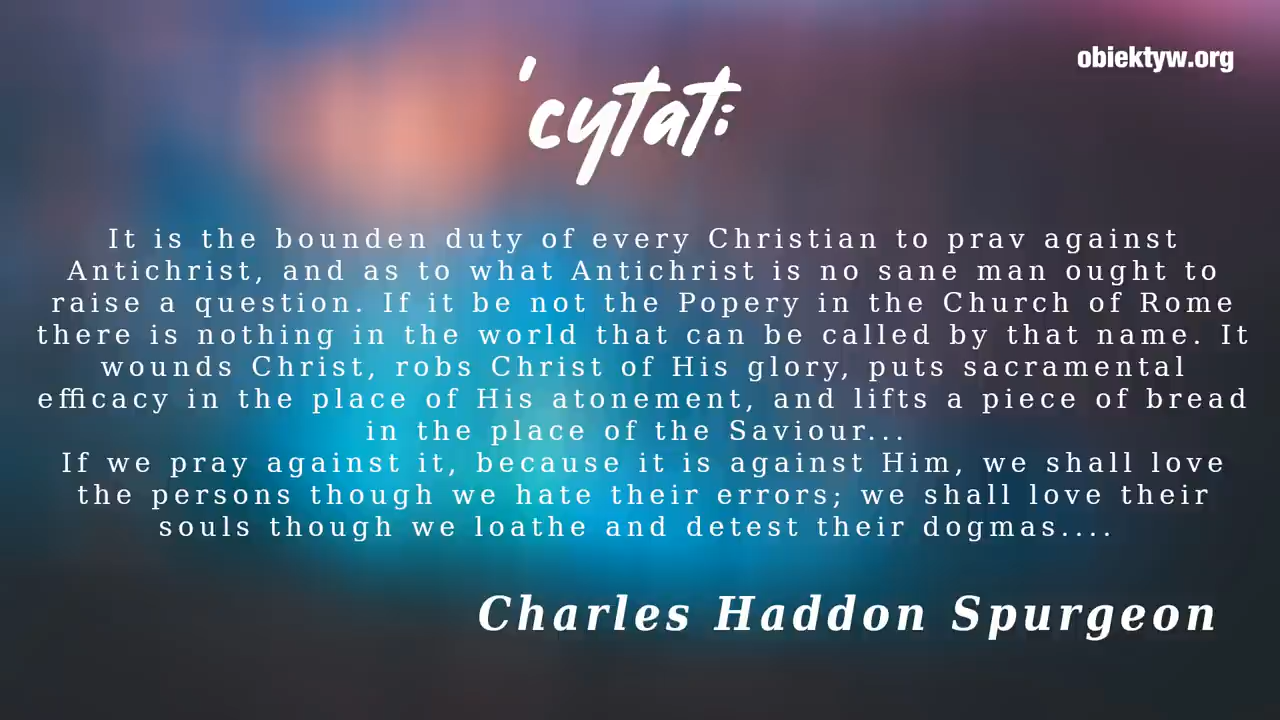 obiektyw.org
'cytat:
It is the bounden duty of every Christian to prav against
Antichrist, and as to what Antichrist is no sane man ought to
raise a question. If it be not the Popery in the Church of Rome
there is nothing in the world that can be called by that name. It
wounds Christ, robs Christ of His glory, puts sacramental
efficacy in the place of His atonement, and lifts a piece of bread
in the place of the Saviour...
If we pray against it, because it is against Him, we shall love
the persons though we hate their errors; we shall love their
souls though we loathe and detest their dogmas....
Charles Haddon Spurgeon